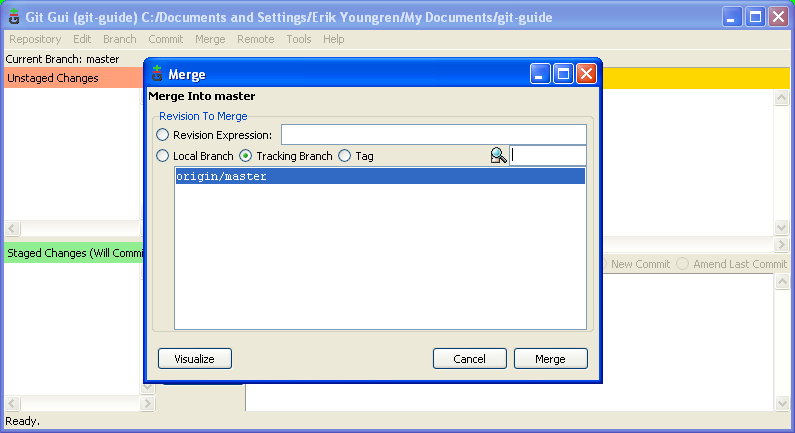 Git Gui (git-guide) C:/Documents and Settings/Erik Youngren/My Documents/git-guide
Repository Edit Branch Commit Merge Remote Tools Help
Current Branch: master
Unstaged Changes
Merge
Merge Into master
Revision To Merge
Revision Expression:
Local Branch Tracking Branch Tag
origin/master
Staged Changes (Will Commi
New Commit Amend Last Commit
Visualize Cancel Merge
Ready.